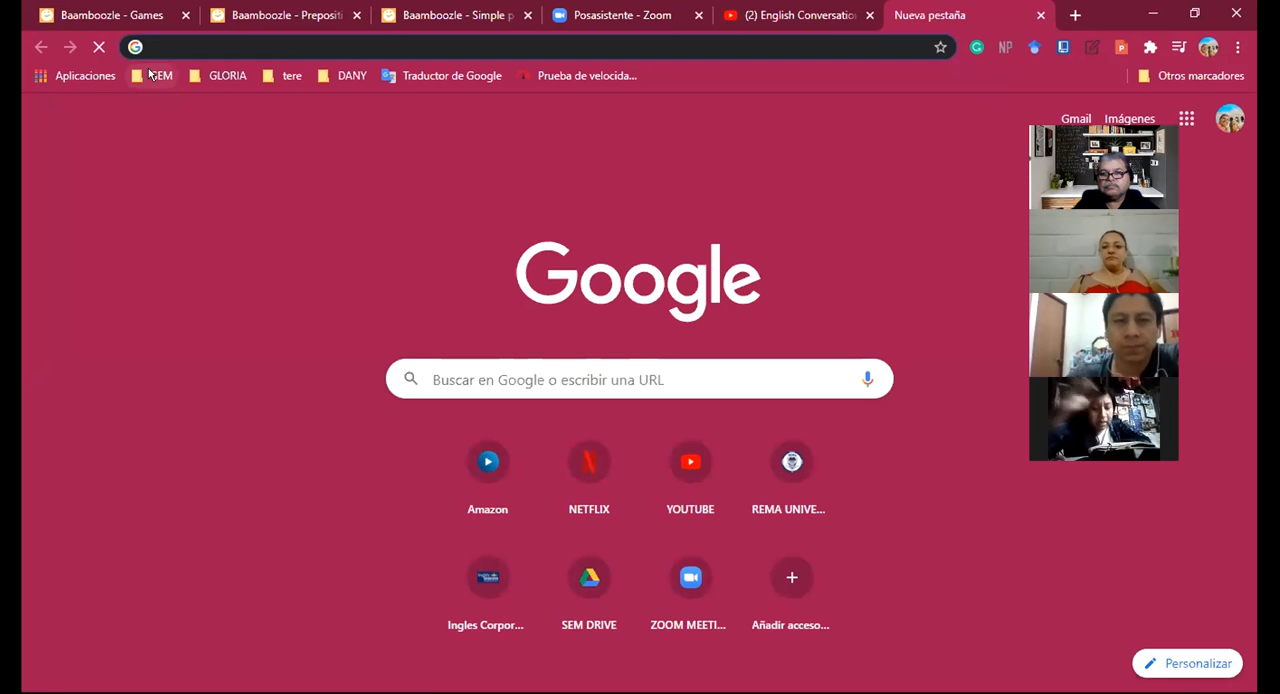 Baamboozle - Games
Baamboozle - Preposit
Baamboozle - Simple p
Posasistente - Zoom
(2) English Conversatio
Nueva pestaña
Aplicaciones
SEM
GLORIA
tere
DANY
Traductor de Google
Prueba de velocida...
Otros marcadores
Gmail
Imágenes
Google
Buscar en Google o escribir una URL
Amazon
NETFLIX
YOUTUBE
REMA UNIVE...
Ingles Corpor...
SEM DRIVE
ZOOM MEETI...
Añadir acceso...
Personalizar